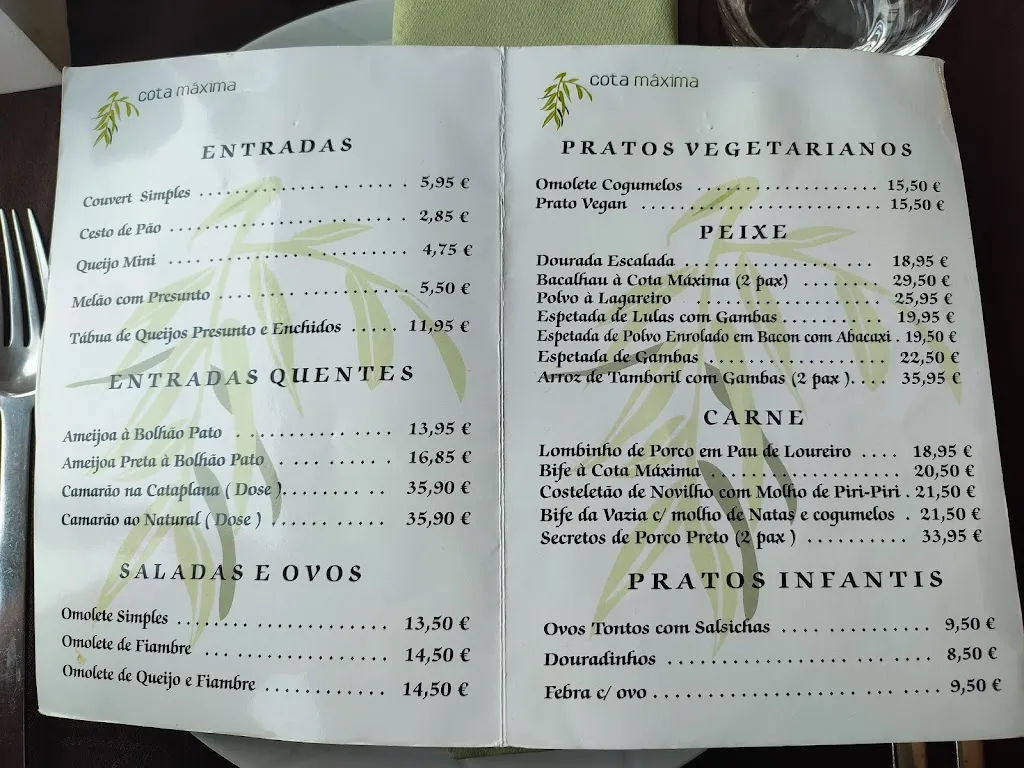 cota máxima
ENTRADAS
Couvert Simples .................... 5,95 €
Cesto de Pão ........................ 2,85 €
Queijo Mini ........................ 4,75 €
Melão com Presunto ................ 5,50 €
Tábua de Queijos Presunto e Enchidos ..... 11,95 €
ENTRADAS QUENTES
Ameijoa à Bolhão Pato ............... 13,95 €
Ameijoa Preta à Bolhão Pato .......... 16,85 €
Camarão na Cataplana ( Dose ).......... 35,90 €
Camarão ao Natural ( Dose ) ........... 35,90 €
SALADAS E OVOS
Omolete Simples .................... 13,50 €
Omolete de Fiambre ................. 14,50 €
Omolete de Queijo e Fiambre ........... 14,50 €
cota máxima
PRATOS VEGETARIANOS
Omolete Cogumelos .................. 15,50 €
Prato Vegan ........................ 15,50 €
PEIXE
Dourada Escalada .................... 18,95 €
Bacalhau à Cota Máxima (2 pax) ........ 29,50 €
Polvo à Lagareiro .................... 25,95 €
Espetada de Lulas com Gambas ........... 19,95 €
Espetada de Polvo Enrolado em Bacon com Abacaxi . 19,50 €
Espetada de Gambas .................. 22,50 €
Arroz de Tamboril com Gambas (2 pax ).... 35,95 €
CARNE
Lombinho de Porco em Pau de Loureiro .... 18,95 €
Bife à Cota Máxima .................. 20,50 €
Costeletão de Novilho com Molho de Piri-Piri . 21,50 €
Bife da Vazia c/ molho de Natas e cogumelos . 21,50 €
Secretos de Porco Preto (2 pax ) .......... 33,95 €
PRATOS INFANTIS
Ovos Tontos com Salsichas .............. 9,50 €
Douradinhos ......................... 8,50 €
Febra c/ ovo .......................... 9,50 €